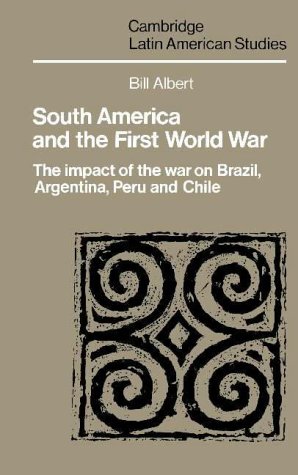 Cambridge
Latin American Studies
Bill Albert
South America
and the First World War
The impact of the war on Brazil,
Argentina, Peru and Chile